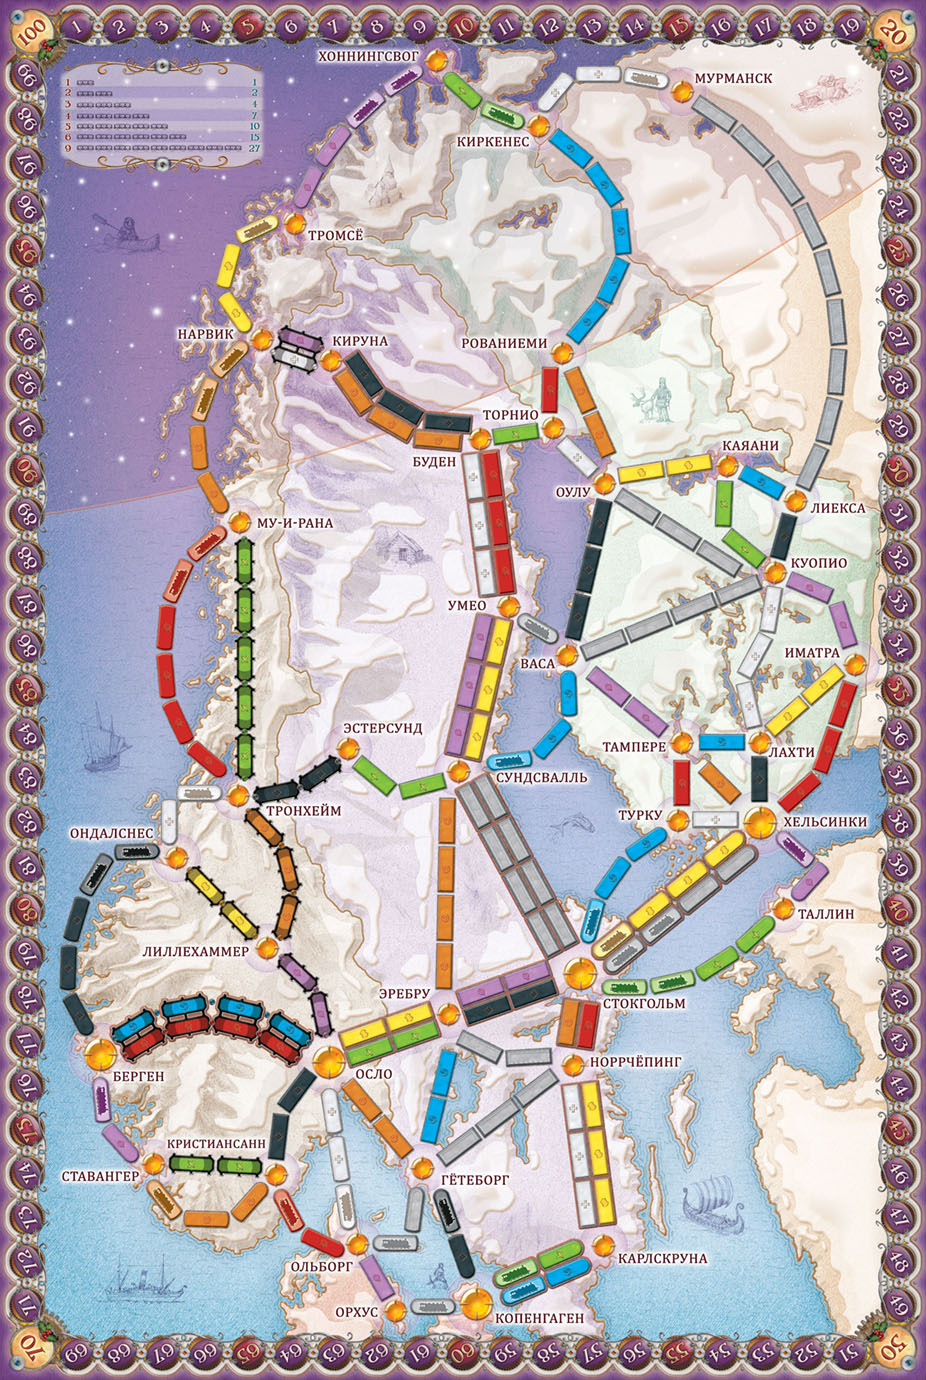 100 1 2 3 4 5 6 7 8 9 10 11 12 13 14 15 16 17 18 19 20
ХОННИНГСВОГ
МУРМАНСК
1 1
2 2
3 4
4 7
5 10
6 15
9 27
КИРКЕНЕС
ТРОМСЁ
НАРВИК
КИРУНА
РОВАНИЕМИ
ТОРНИО
БУДЕН
КАЯАНИ
ОУЛУ
ЛИЕКСА
МУ-И-РАНА
КУОПИО
УМЕО
ВАСА
ИМАТРА
ЭСТЕРСУНД
ТАМПЕРЕ
ЛАХТИ
СУНДСВАЛЛЬ
ТРОНХЕЙМ
ТУРКУ
ХЕЛЬСИНКИ
ОНДАЛСНЕС
ТАЛЛИН
ЛИЛЛЕХАММЕР
ЭРЕБРУ
СТОКГОЛЬМ
НОРРЧЁПИНГ
БЕРГЕН
ОСЛО
КРИСТИАНСАНН
СТАВАНГЕР
ГЁТЕБОРГ
ОЛЬБОРГ
КАРЛСКРУНА
ОРХУС
КОПЕНГАГЕН
21 22 23 24 25 26 27 28 29 30 31 32 33 34 35 36 37 38 39 40 41 42 43 44 45 46 47 48 49 50
51 52 53 54 55 56 57 58 59 60 61 62 63 64 65 66 67 68 69 70
71 72 73 74 75 76 77 78 79 80 81 82 83 84 85 86 87 88 89 90 91 92 93 94 95 96 97 98 99